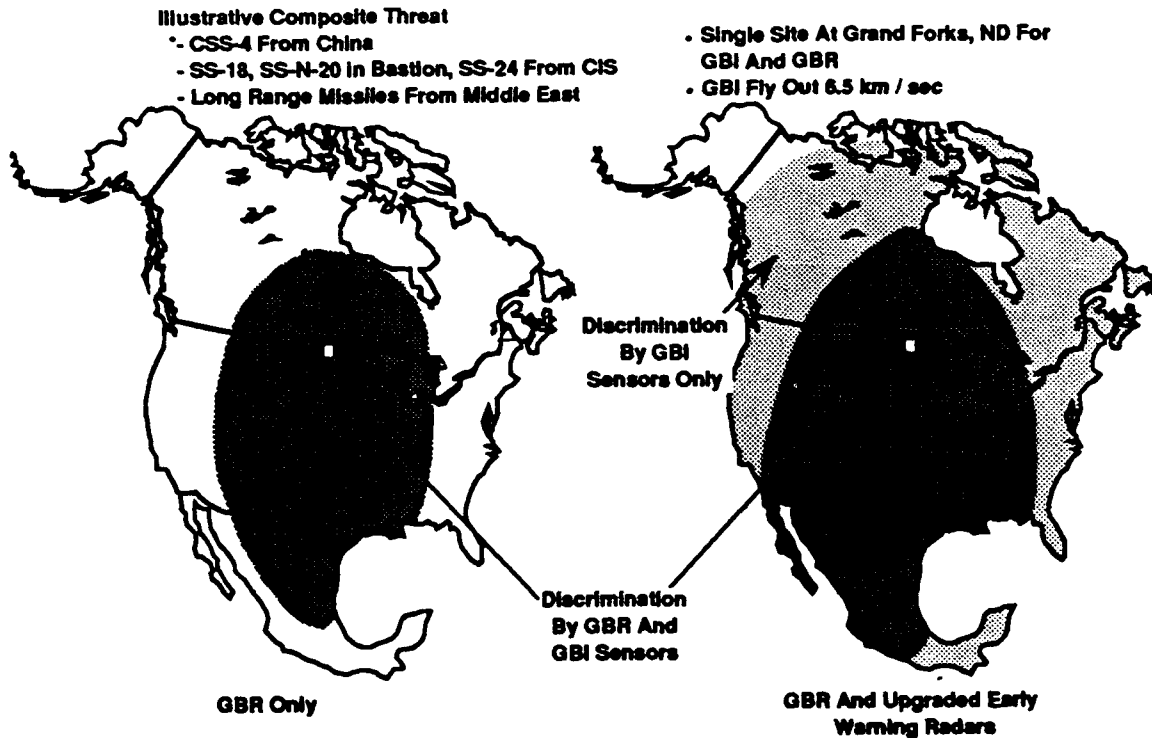 Illustrative Composite Threat
- CSS-4 From China
- SS-18, SS-N-20 in Bastion, SS-24 From CIS
- Long Range Missiles From Middle East
• Single Site At Grand Forks, ND For
GBI And GBR
• GBI Fly Out 6.5 km / sec
Discrimination
By GBI
Sensors Only
Discrimination
By GBR And
GBI Sensors
GBR Only
GBR And Upgraded Early
Warning Radars